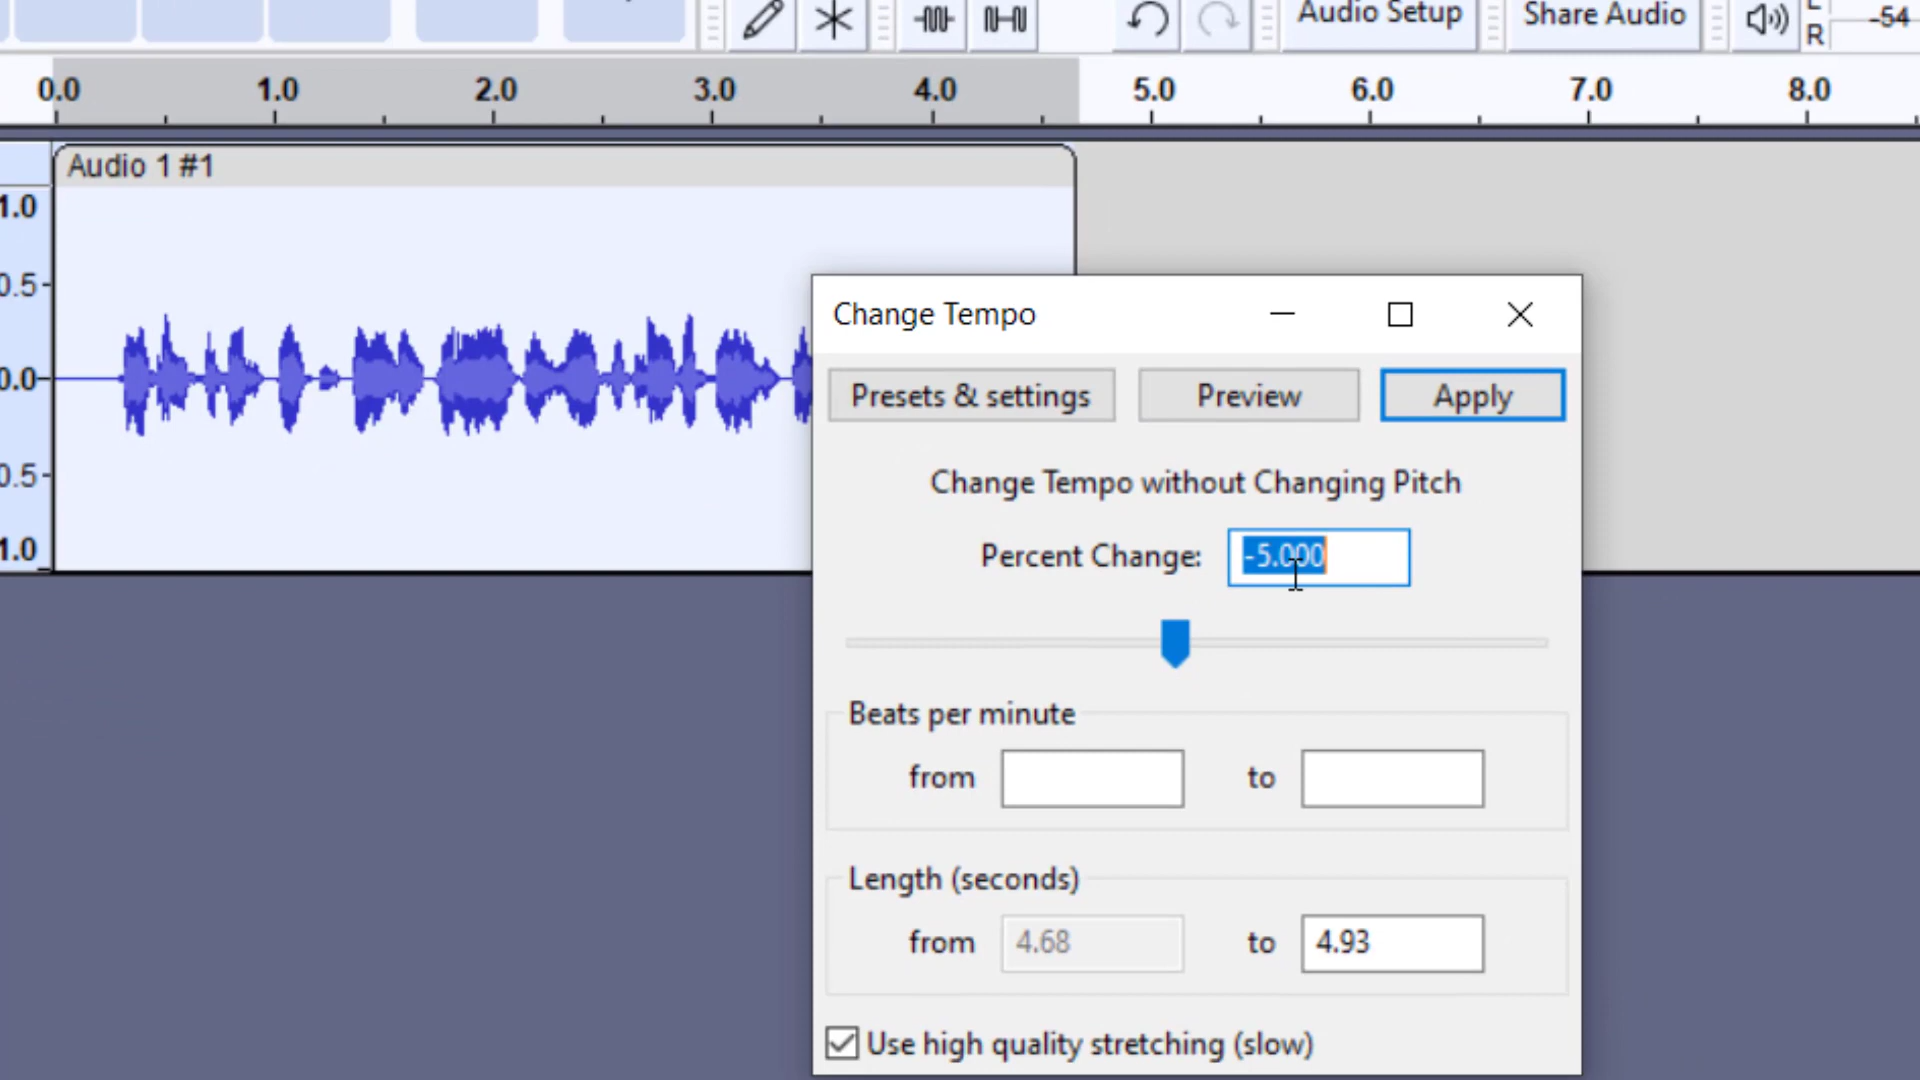 Audio Setup
Share Audio
R
-54
0.0 1.0 2.0 3.0 4.0 5.0 6.0 7.0 8.0
Audio 1 #1
1.0
0.5
0.0
0.5
1.0
Change Tempo
Presets & settings
Preview
Apply
Change Tempo without Changing Pitch
Percent Change: -5.000
Beats per minute
from
to
Length (seconds)
from 4.68 to 4.93
Use high quality stretching (slow)